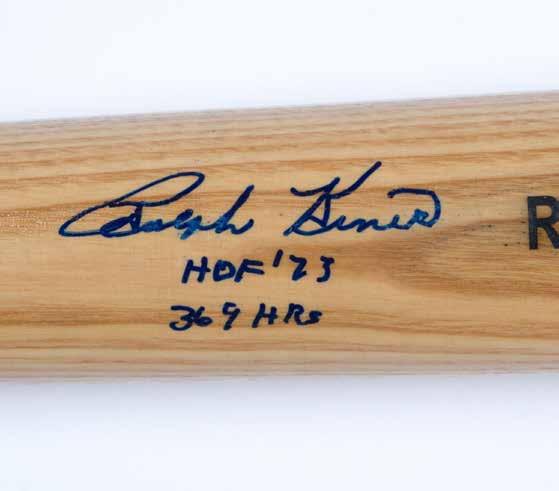 Ralph Kiner
HOF '75
369 HRs
R